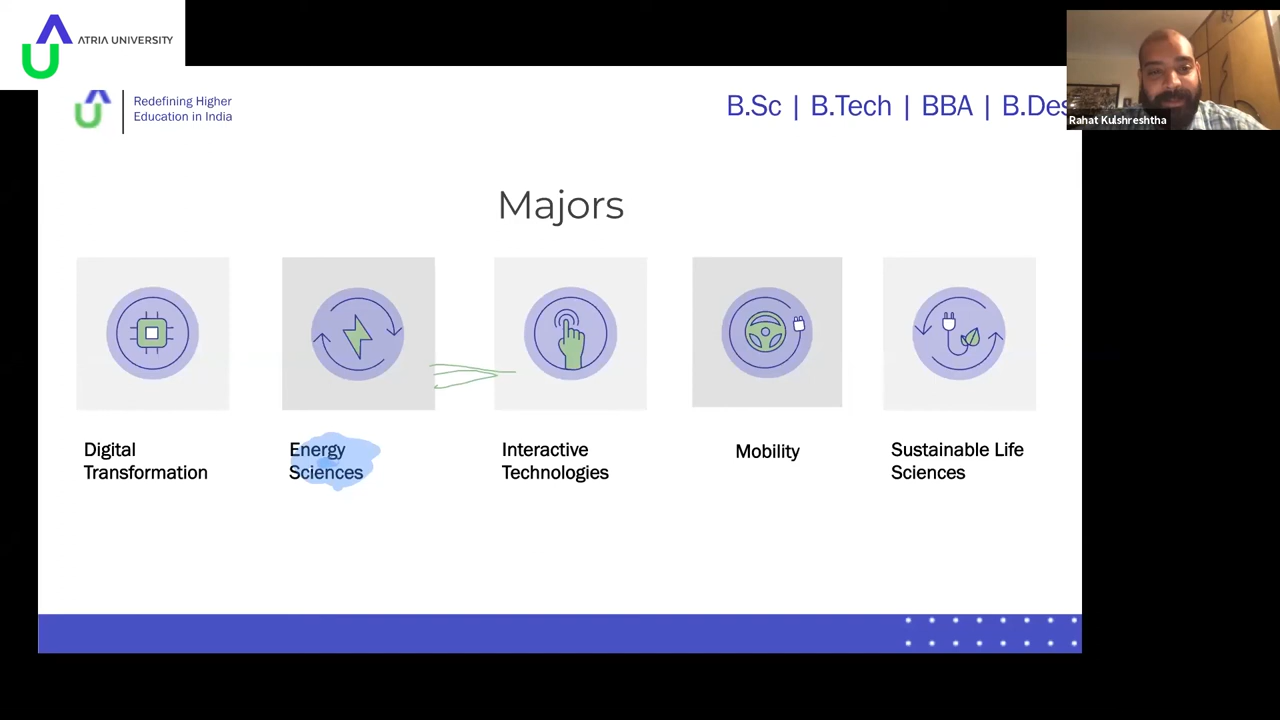 ATRIA UNIVERSITY
Redefining Higher
Education in India
B.Sc | B.Tech | BBA | B.Des
Rahat Kulshreshtha
Majors
Digital
Transformation
Energy
Sciences
Interactive
Technologies
Mobility
Sustainable Life
Sciences